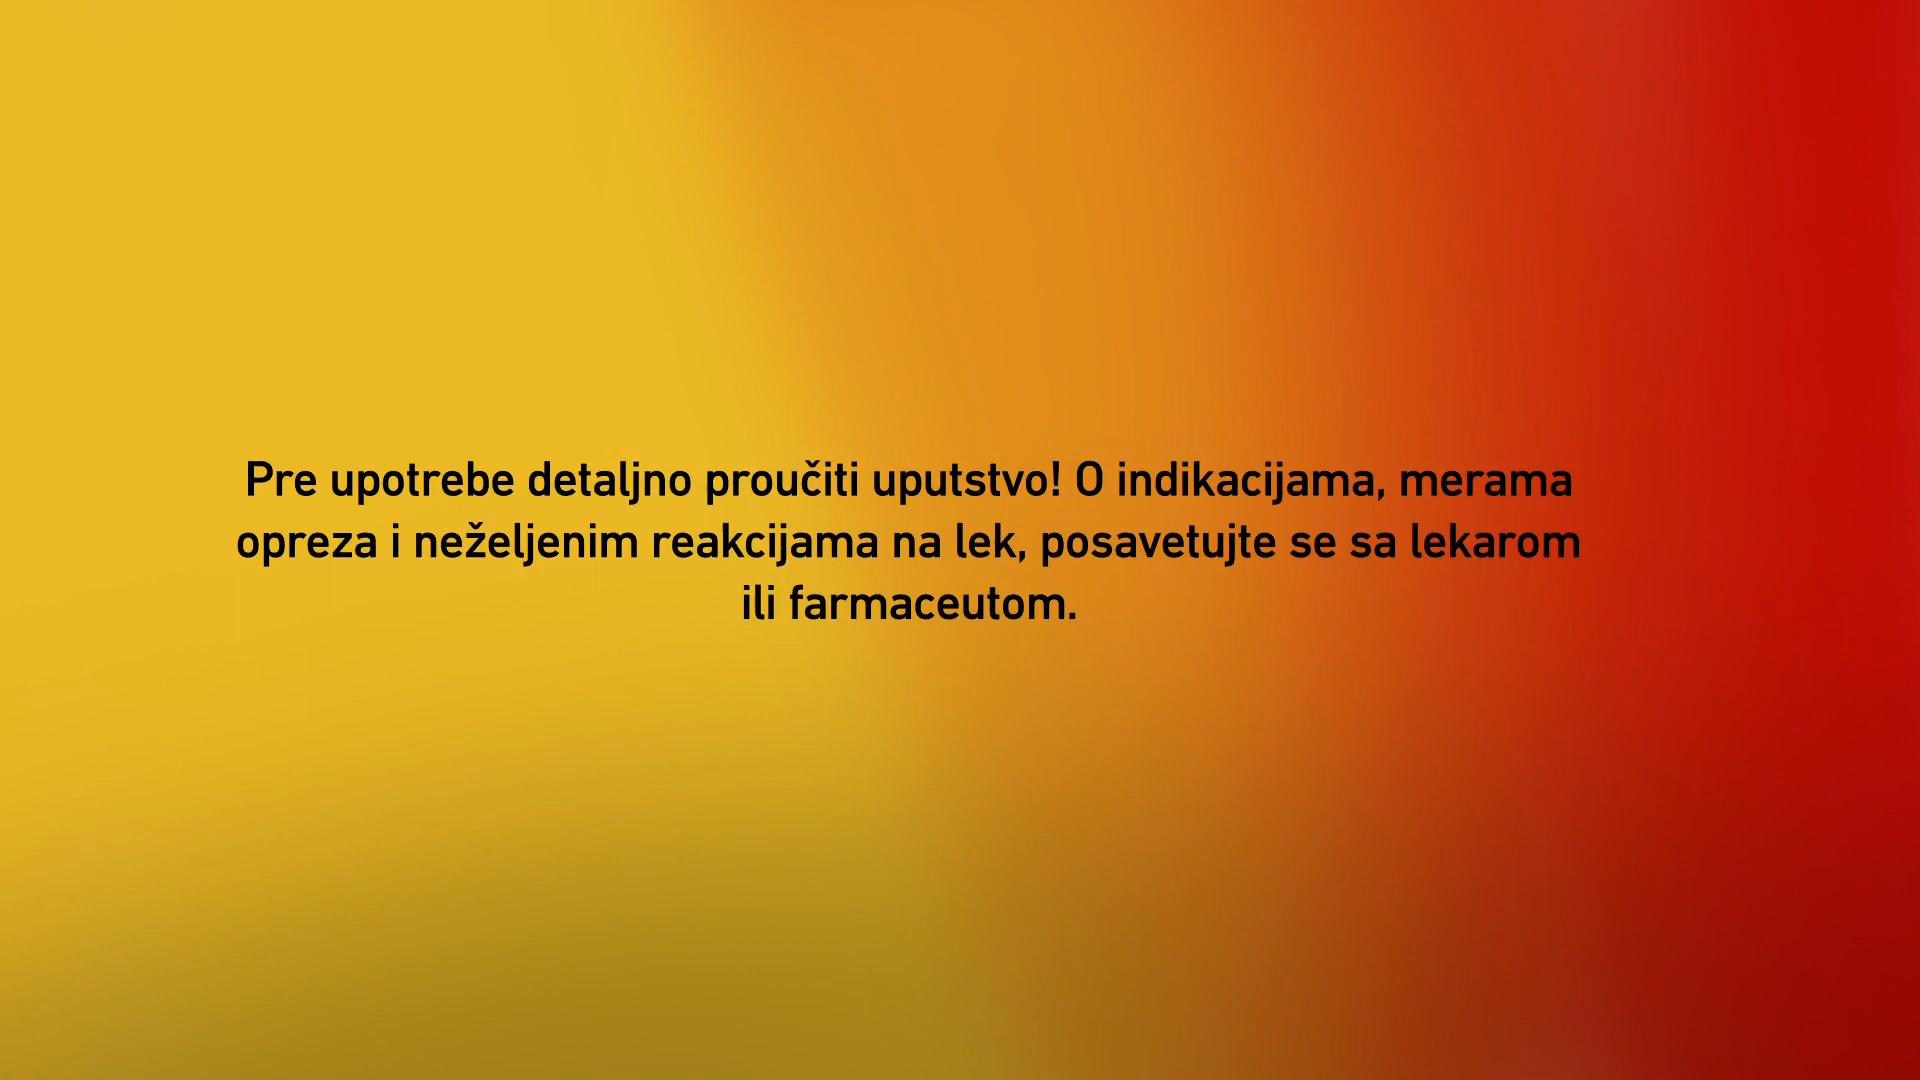 Pre upotrebe detaljno proučiti uputstvo! O indikacijama, merama
opreza i neželjenim reakcijama na lek, posavetujte se sa lekarom
ili farmaceutom.